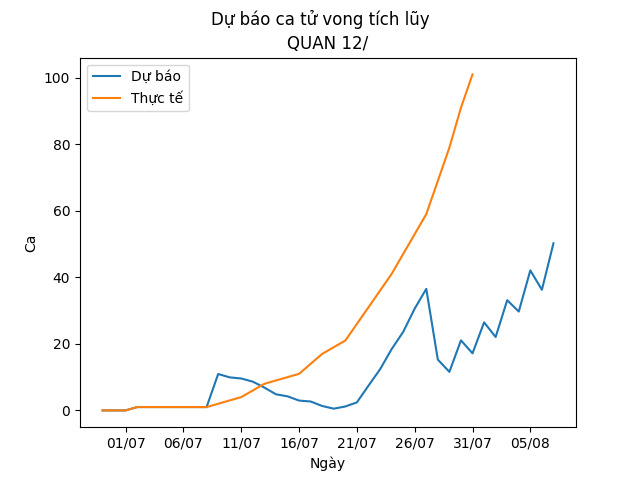 Dự báo ca tử vong tích lũy
QUAN 12/
Dự báo
Thực tế
100
80
60
40
20
0
Ca
01/07
06/07
11/07
16/07
21/07
26/07
31/07
05/08
Ngày